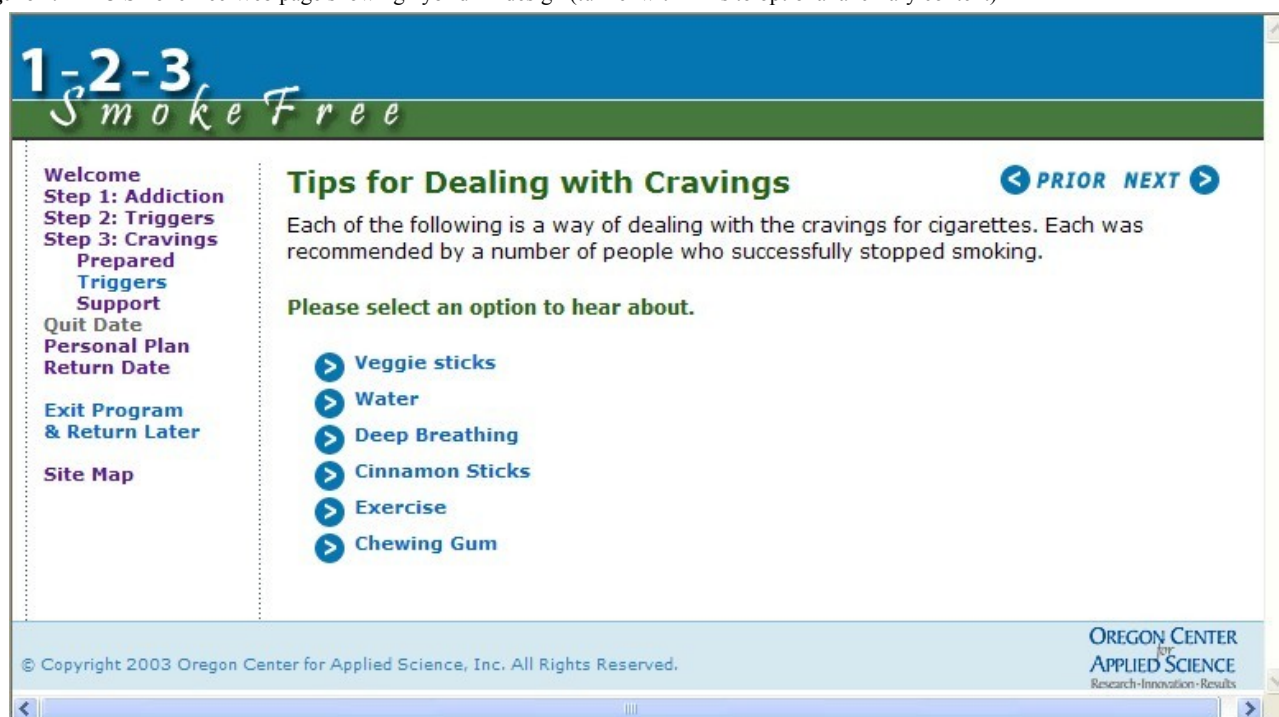 1-2-3
Smoke Free
Welcome
Step 1: Addiction
Step 2: Triggers
Step 3: Cravings
Prepared
Triggers
Support
Quit Date
Personal Plan
Return Date
Exit Program
& Return Later
Site Map
Tips for Dealing with Cravings
PRIOR NEXT
Each of the following is a way of dealing with the cravings for cigarettes. Each was
recommended by a number of people who successfully stopped smoking.
Please select an option to hear about.
Veggie sticks
Water
Deep Breathing
Cinnamon Sticks
Exercise
Chewing Gum
© Copyright 2003 Oregon Center for Applied Science, Inc. All Rights Reserved.
OREGON CENTER
for
APPLIED SCIENCE
Research-Innovation-Results